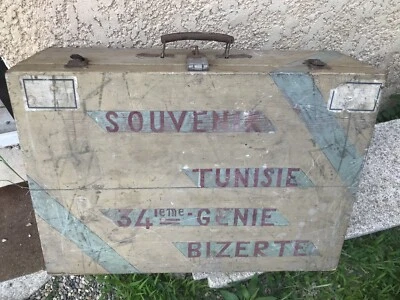 SOUVENIR
TUNISIE
34ieme - GENIE
BIZERTE